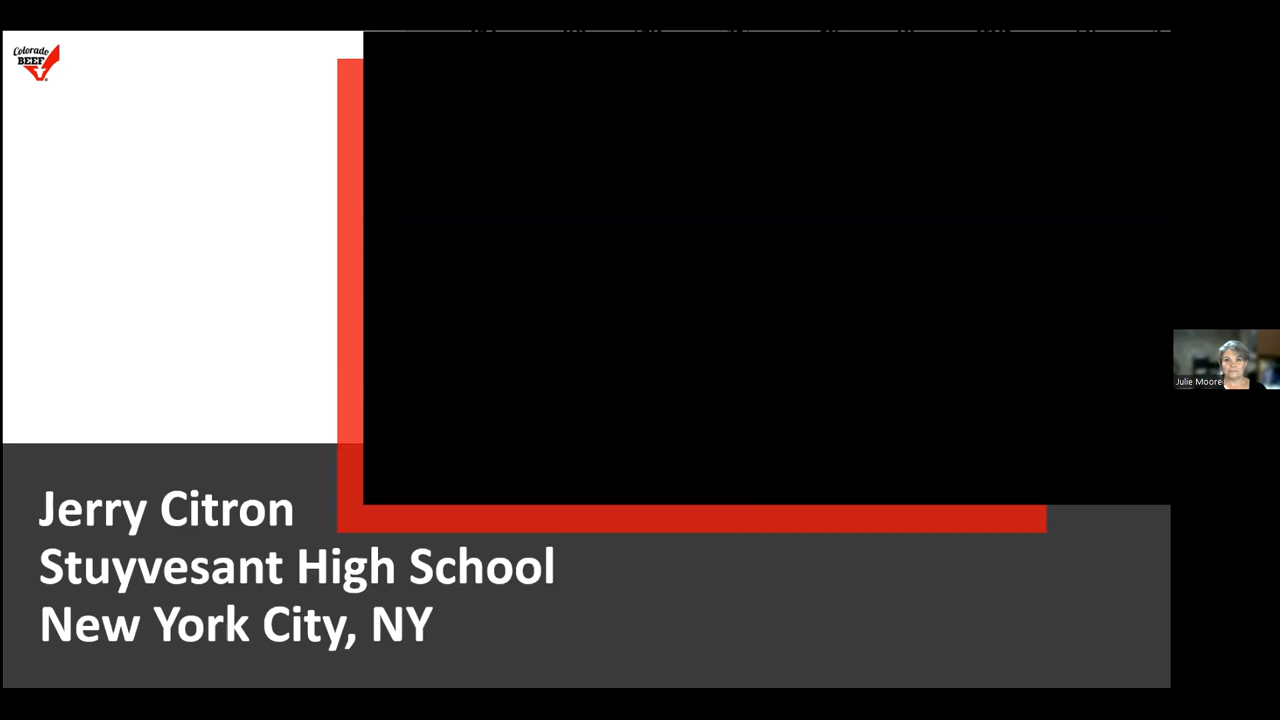 Colorado
BEEF
Jerry Citron
Stuyvesant High School
New York City, NY
Julie Moore